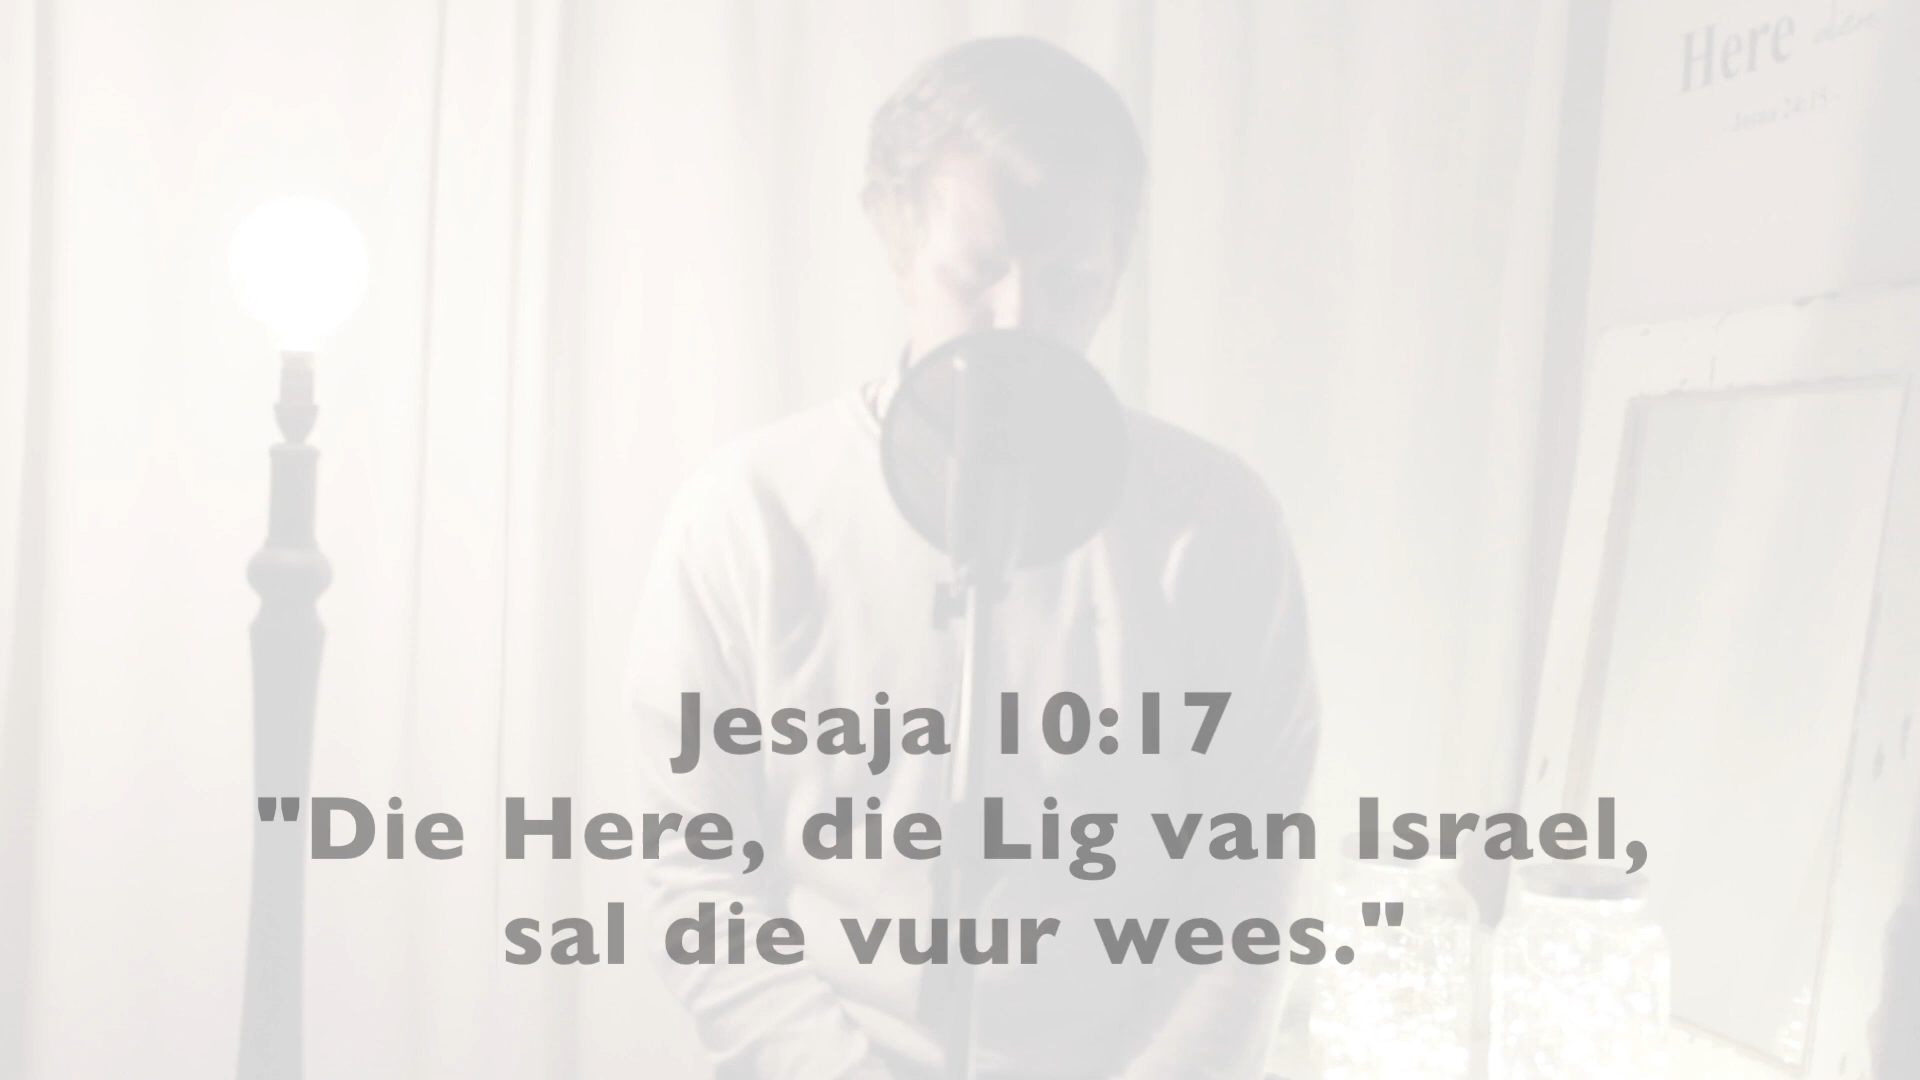 Here
Jesaja 10:17
"Die Here, die Lig van Israel,
sal die vuur wees."